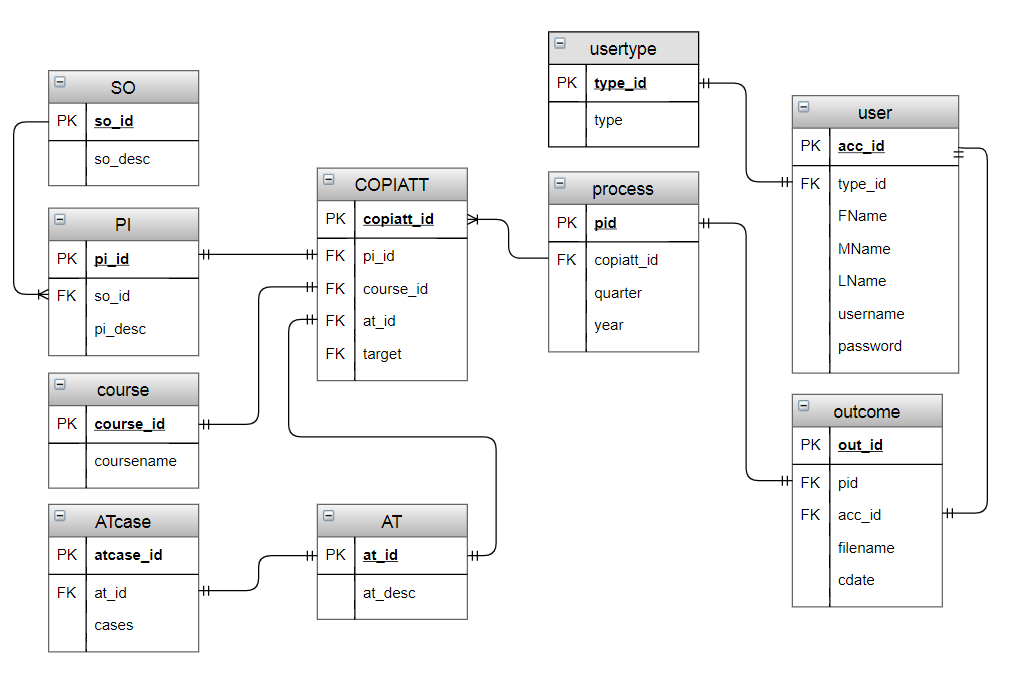 SO
PK so_id
so_desc
PI
PK pi_id
FK so_id
pi_desc
course
PK course_id
coursename
ATcase
PK atcase_id
FK at_id
cases
COPIATT
PK copiatt_id
FK pi_id
FK course_id
FK at_id
FK target
AT
PK at_id
at_desc
usertype
PK type_id
type
process
PK pid
FK copiatt_id
quarter
year
user
PK acc_id
FK type_id
FName
MName
LName
username
password
outcome
PK out_id
FK pid
FK acc_id
filename
cdate